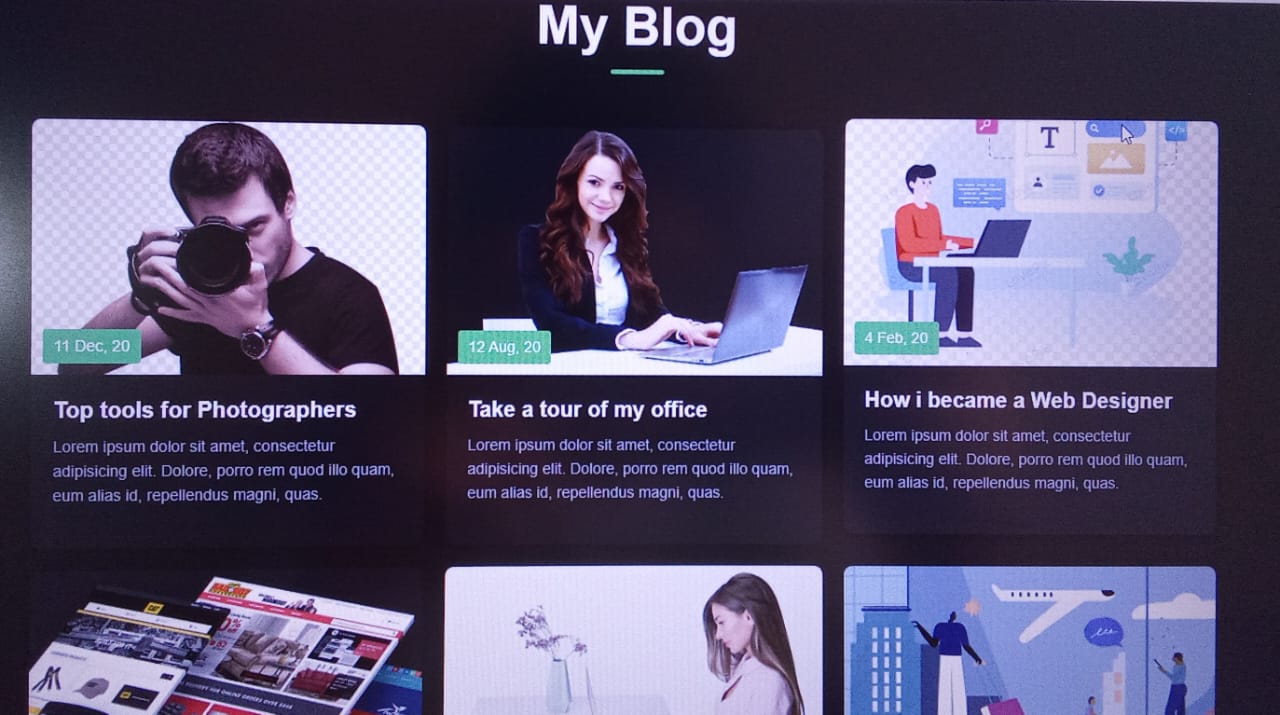 My Blog
T
</>
11 Dec, 20
12 Aug, 20
4 Feb, 20
Top tools for Photographers
Lorem ipsum dolor sit amet, consectetur
adipisicing elit. Dolore, porro rem quod illo quam,
eum alias id, repellendus magni, quas.
Take a tour of my office
Lorem ipsum dolor sit amet, consectetur
adipisicing elit. Dolore, porro rem quod illo quam,
eum alias id, repellendus magni, quas.
How i became a Web Designer
Lorem ipsum dolor sit amet, consectetur
adipisicing elit. Dolore, porro rem quod illo quam,
eum alias id, repellendus magni, quas.
CAT